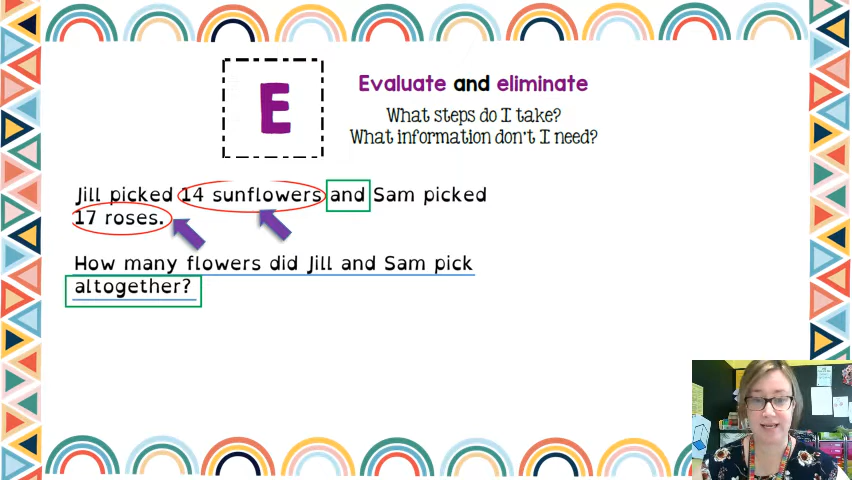 E
Evaluate and eliminate
What steps do I take?
What information don't I need?
Jill picked 14 sunflowers and Sam picked
17 roses.
How many flowers did Jill and Sam pick
altogether?